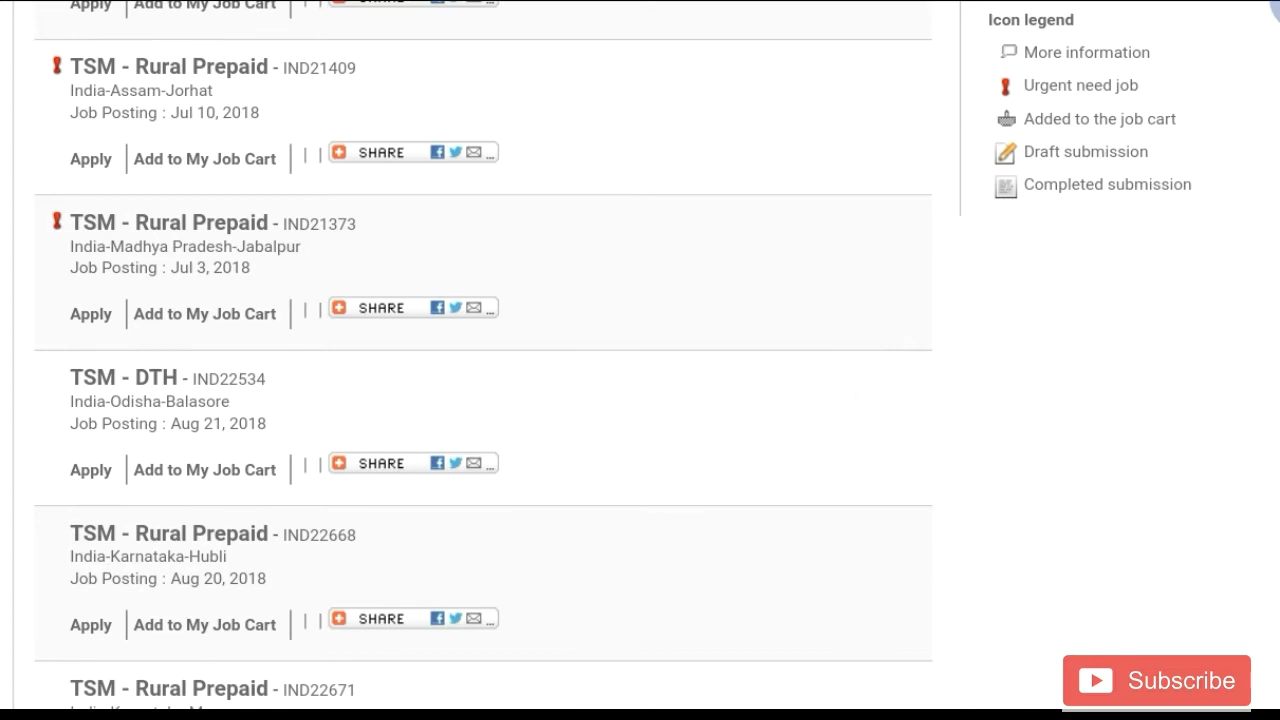 Apply Add to My Job Cart
TSM - Rural Prepaid - IND21409
India-Assam-Jorhat
Job Posting : Jul 10, 2018
Apply Add to My Job Cart | | SHARE ...
TSM - Rural Prepaid - IND21373
India-Madhya Pradesh-Jabalpur
Job Posting : Jul 3, 2018
Apply Add to My Job Cart | | SHARE ...
TSM - DTH - IND22534
India-Odisha-Balasore
Job Posting : Aug 21, 2018
Apply Add to My Job Cart | | SHARE ...
TSM - Rural Prepaid - IND22668
India-Karnataka-Hubli
Job Posting : Aug 20, 2018
Apply Add to My Job Cart | | SHARE ...
TSM - Rural Prepaid - IND22671
Icon legend
More information
Urgent need job
Added to the job cart
Draft submission
Completed submission
Subscribe